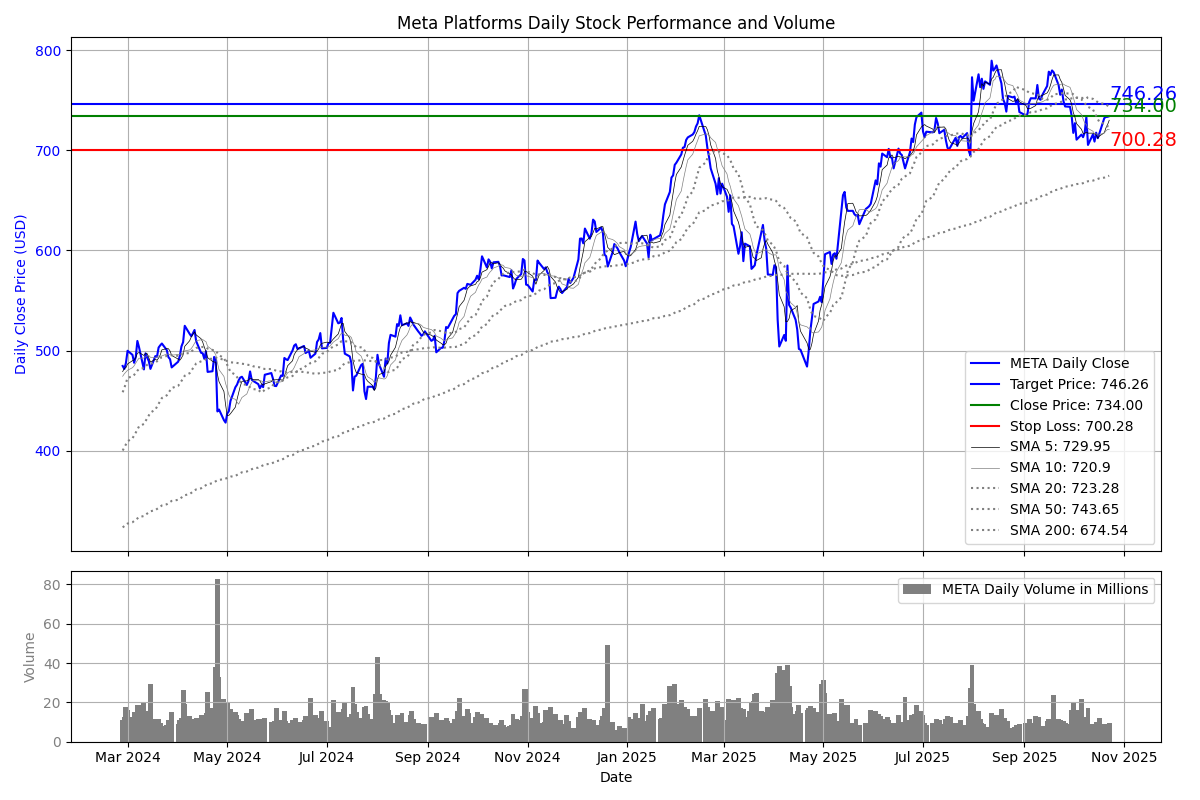 Meta Platforms Daily Stock Performance and Volume
Daily Close Price (USD)
800
700
600
500
400
746.26
734.00
700.28
META Daily Close
Target Price: 746.26
Close Price: 734.00
Stop Loss: 700.28
SMA 5: 729.95
SMA 10: 720.9
SMA 20: 723.28
SMA 50: 743.65
SMA 200: 674.54
Volume
80
60
40
20
0
META Daily Volume in Millions
Mar 2024 May 2024 Jul 2024 Sep 2024 Nov 2024 Jan 2025 Mar 2025 May 2025 Jul 2025 Sep 2025 Nov 2025
Date